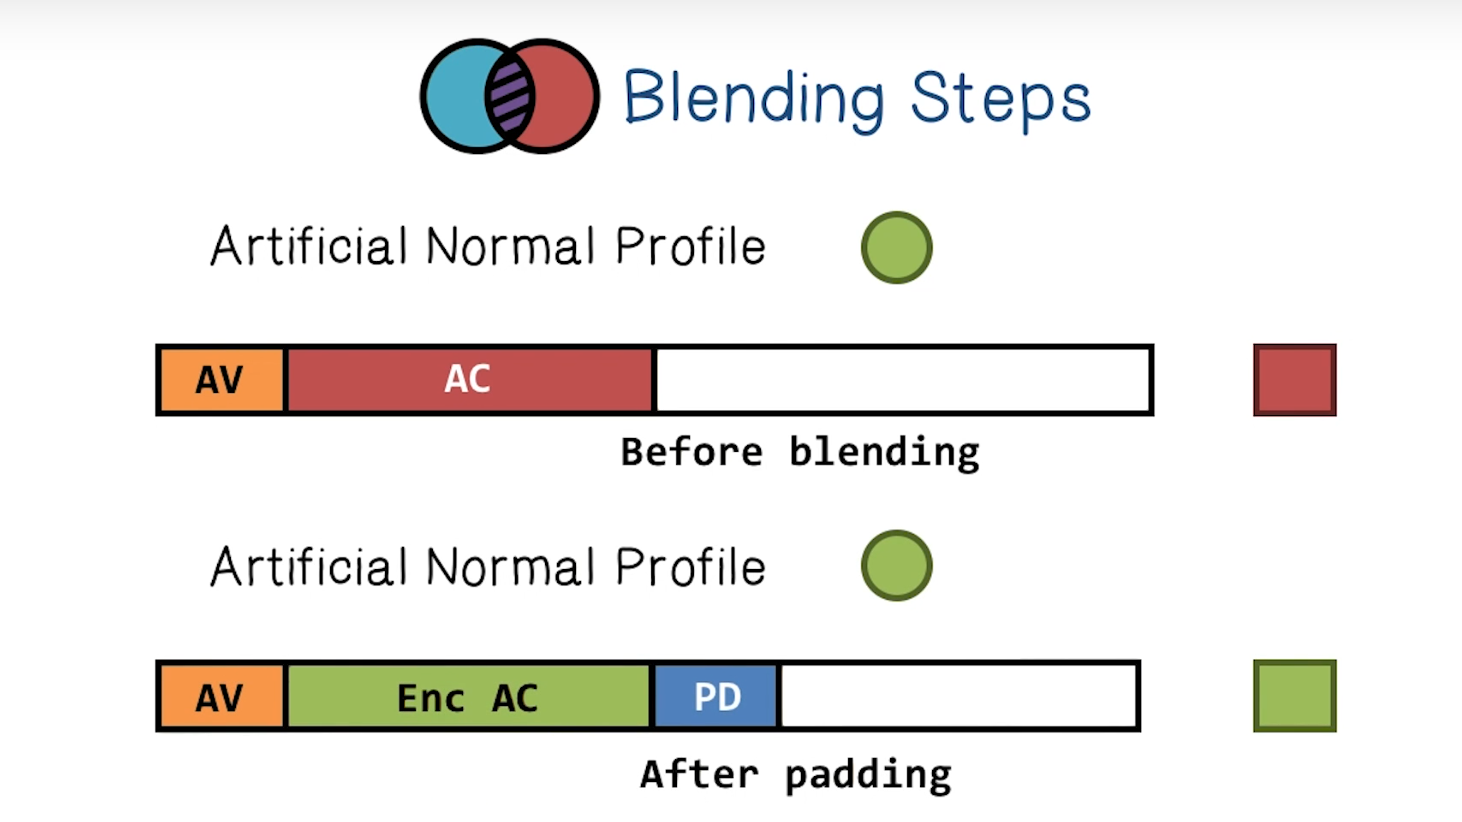 Blending Steps
Artificial Normal Profile
AV AC
Before blending
Artificial Normal Profile
AV Enc AC PD
After padding